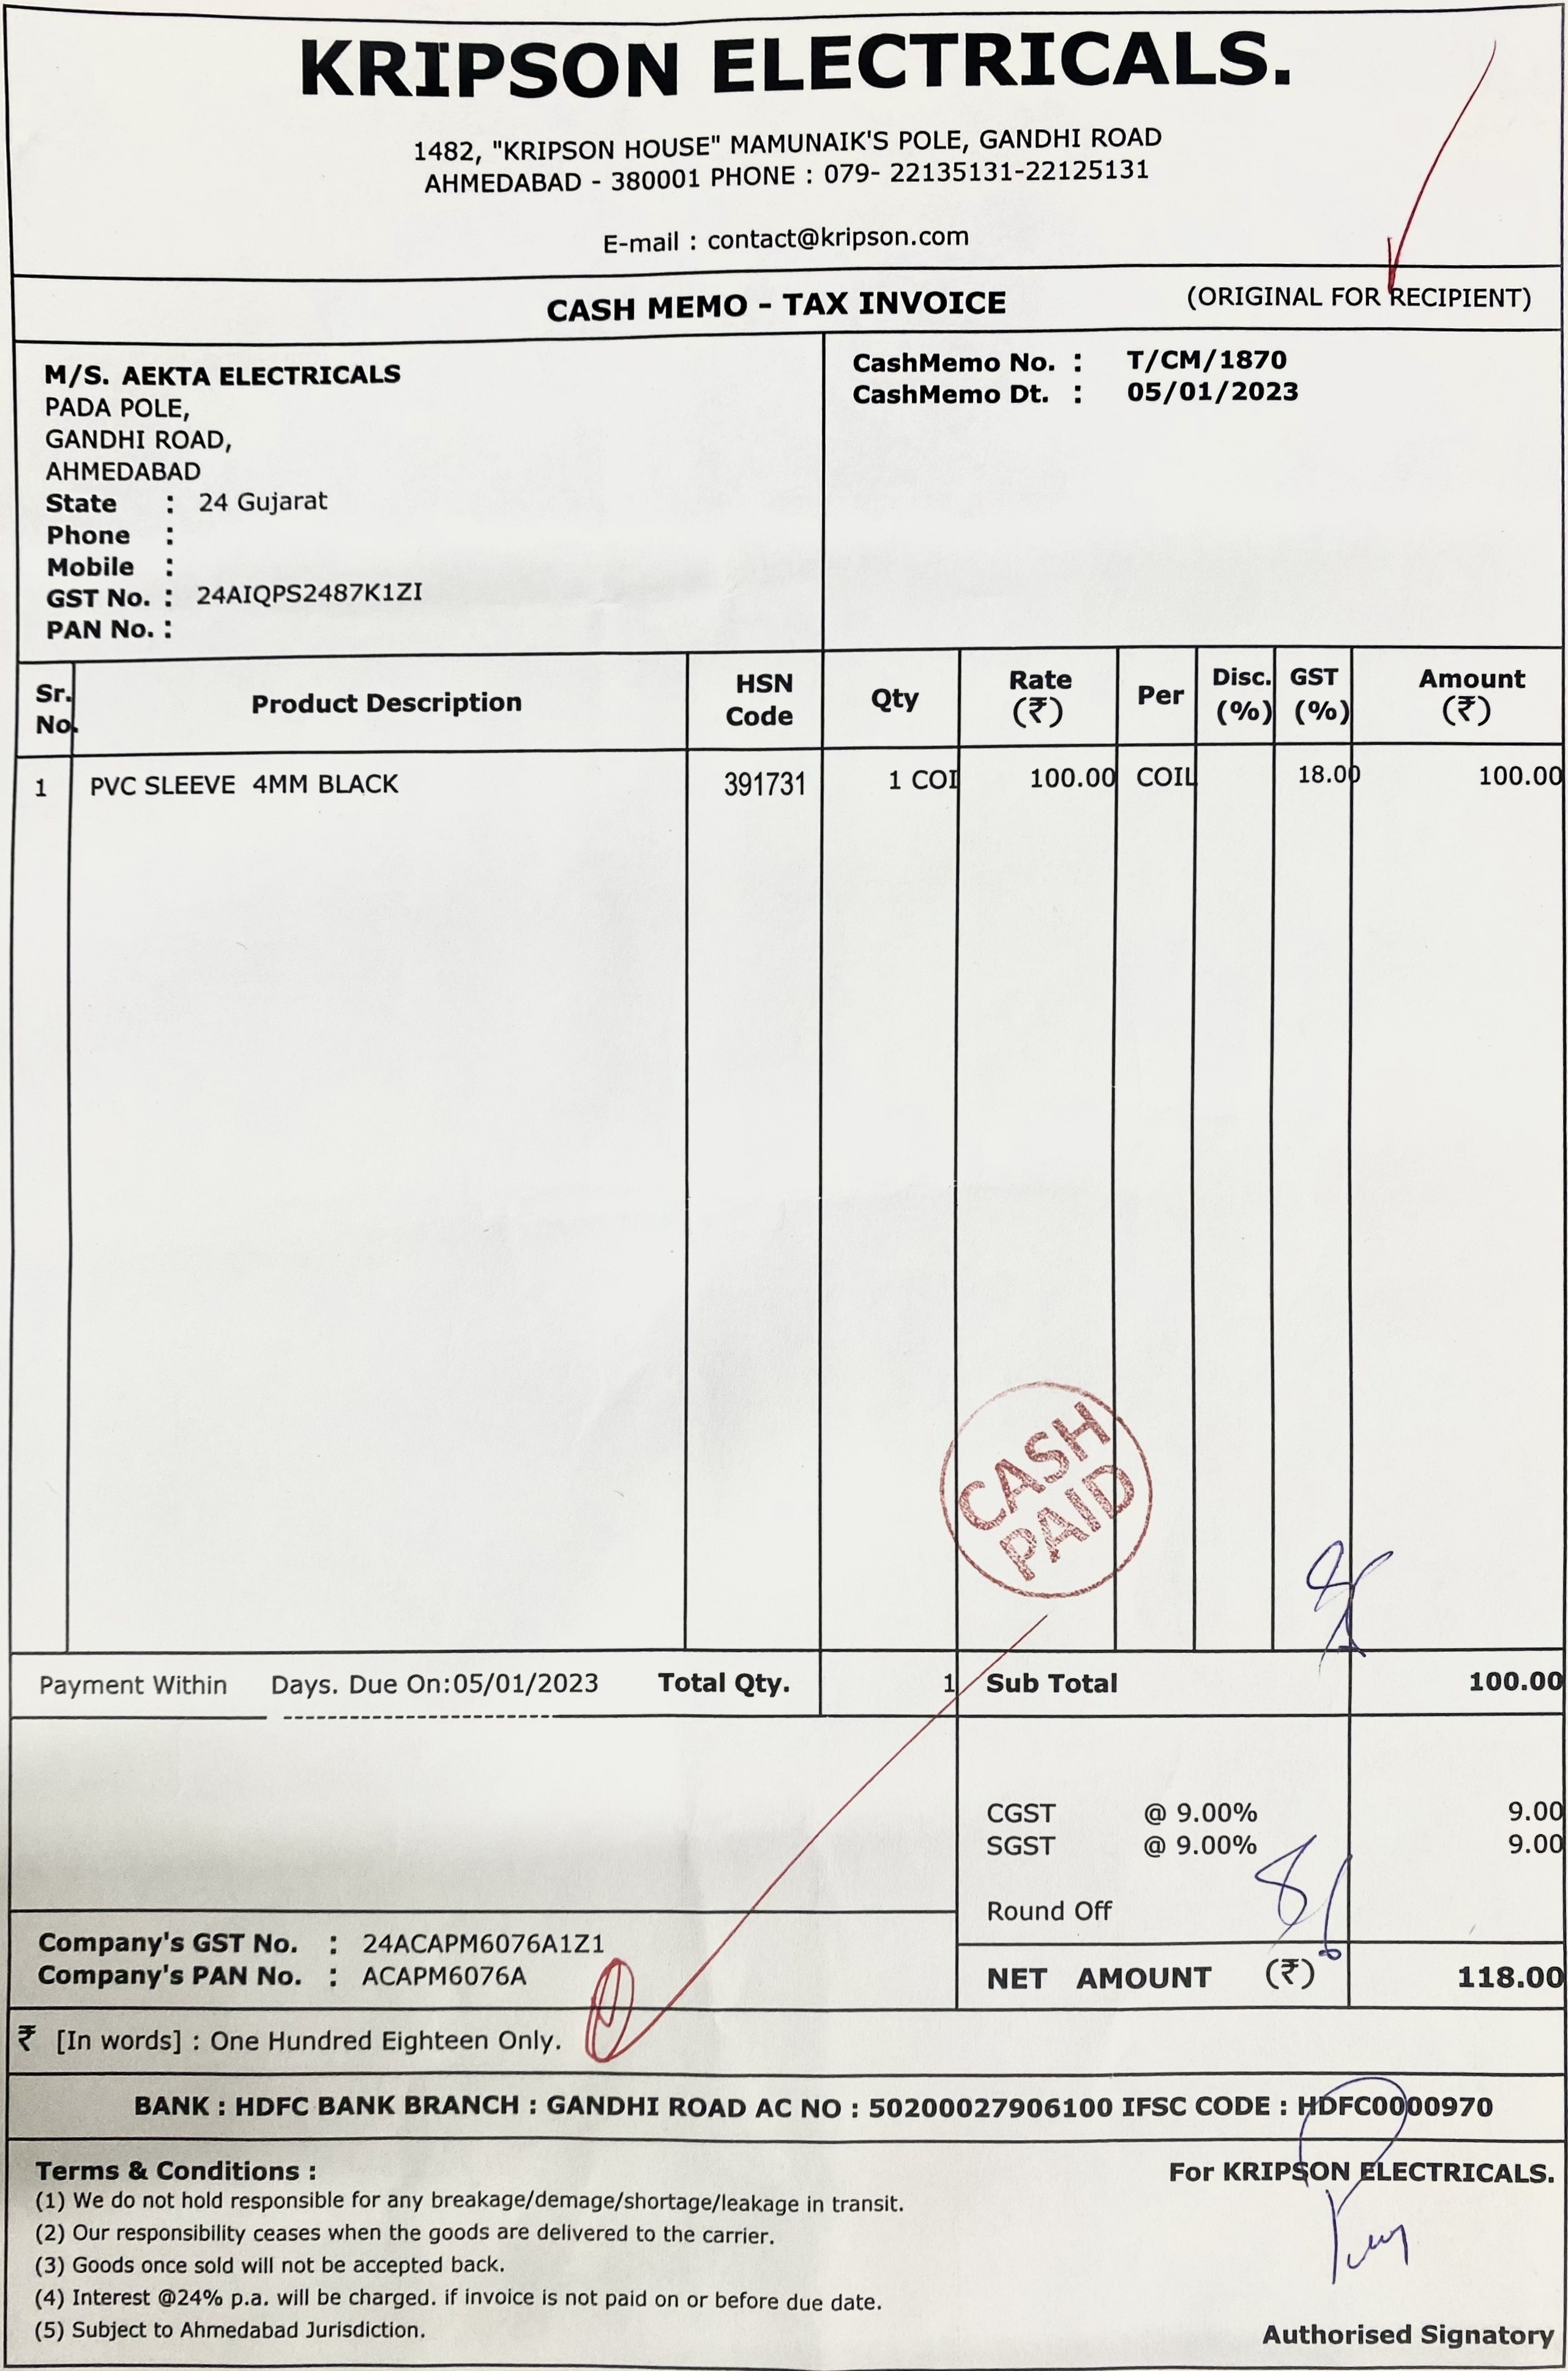 KRIPSON ELECTRICALS.
1482, "KRIPSON HOUSE" MAMUNAIK'S POLE, GANDHI ROAD
AHMEDABAD - 380001 PHONE : 079- 22135131-22125131
E-mail : contact@kripson.com
CASH MEMO - TAX INVOICE (ORIGINAL FOR RECIPIENT)
M/S. AEKTA ELECTRICALS
PADA POLE,
GANDHI ROAD,
AHMEDABAD
State : 24 Gujarat
Phone :
Mobile :
GST No. : 24AIQPS2487K1ZI
PAN No. :
CashMemo No. : T/CM/1870
CashMemo Dt. : 05/01/2023
Sr. No. Product Description HSN Code Qty Rate (₹) Per Disc. (%) GST (%) Amount (₹)
1 PVC SLEEVE 4MM BLACK 391731 1 COI 100.00 COIL 18.00 100.00
CASH
PAID
Payment Within Days. Due On:05/01/2023 Total Qty. 1 Sub Total 100.00
CGST @ 9.00% 9.00
SGST @ 9.00% 9.00
Round Off
Company's GST No. : 24ACAPM6076A1Z1
Company's PAN No. : ACAPM6076A
NET AMOUNT (₹) 118.00
₹ [In words] : One Hundred Eighteen Only.
BANK : HDFC BANK BRANCH : GANDHI ROAD AC NO : 50200027906100 IFSC CODE : HDFC0000970
Terms & Conditions :
(1) We do not hold responsible for any breakage/demage/shortage/leakage in transit.
(2) Our responsibility ceases when the goods are delivered to the carrier.
(3) Goods once sold will not be accepted back.
(4) Interest @24% p.a. will be charged. if invoice is not paid on or before due date.
(5) Subject to Ahmedabad Jurisdiction.
For KRIPSON ELECTRICALS.
Authorised Signatory